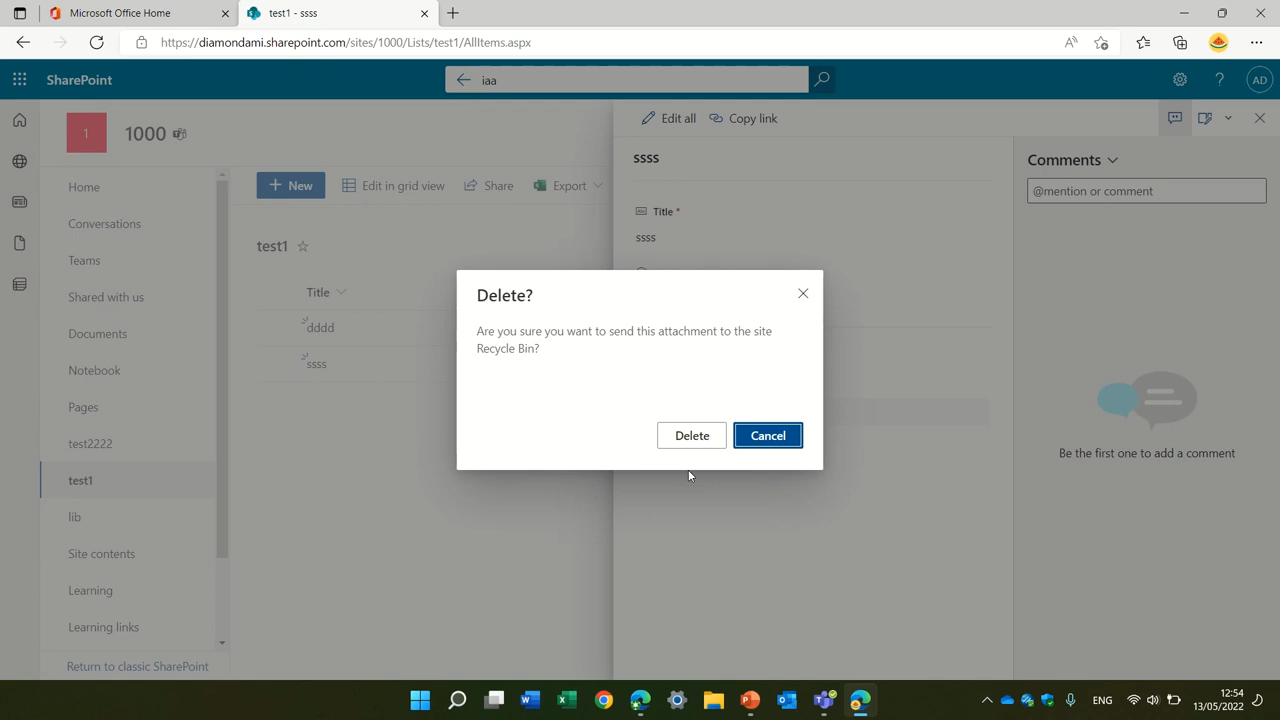 Microsoft Office Home
test1 - ssss
https://diamondami.sharepoint.com/sites/1000/Lists/test1/AllItems.aspx
SharePoint
iaa
?
AD
1
1000
Edit all
Copy link
ssss
Comments
@mention or comment
Home
Conversations
Teams
Shared with us
Documents
Notebook
Pages
test2222
test1
lib
Site contents
Learning
Learning links
Return to classic SharePoint
New
Edit in grid view
Share
Export
test1
Title
dddd
ssss
Title *
ssss
Delete?
Are you sure you want to send this attachment to the site
Recycle Bin?
Delete
Cancel
Be the first one to add a comment
ENG
12:54
13/05/2022